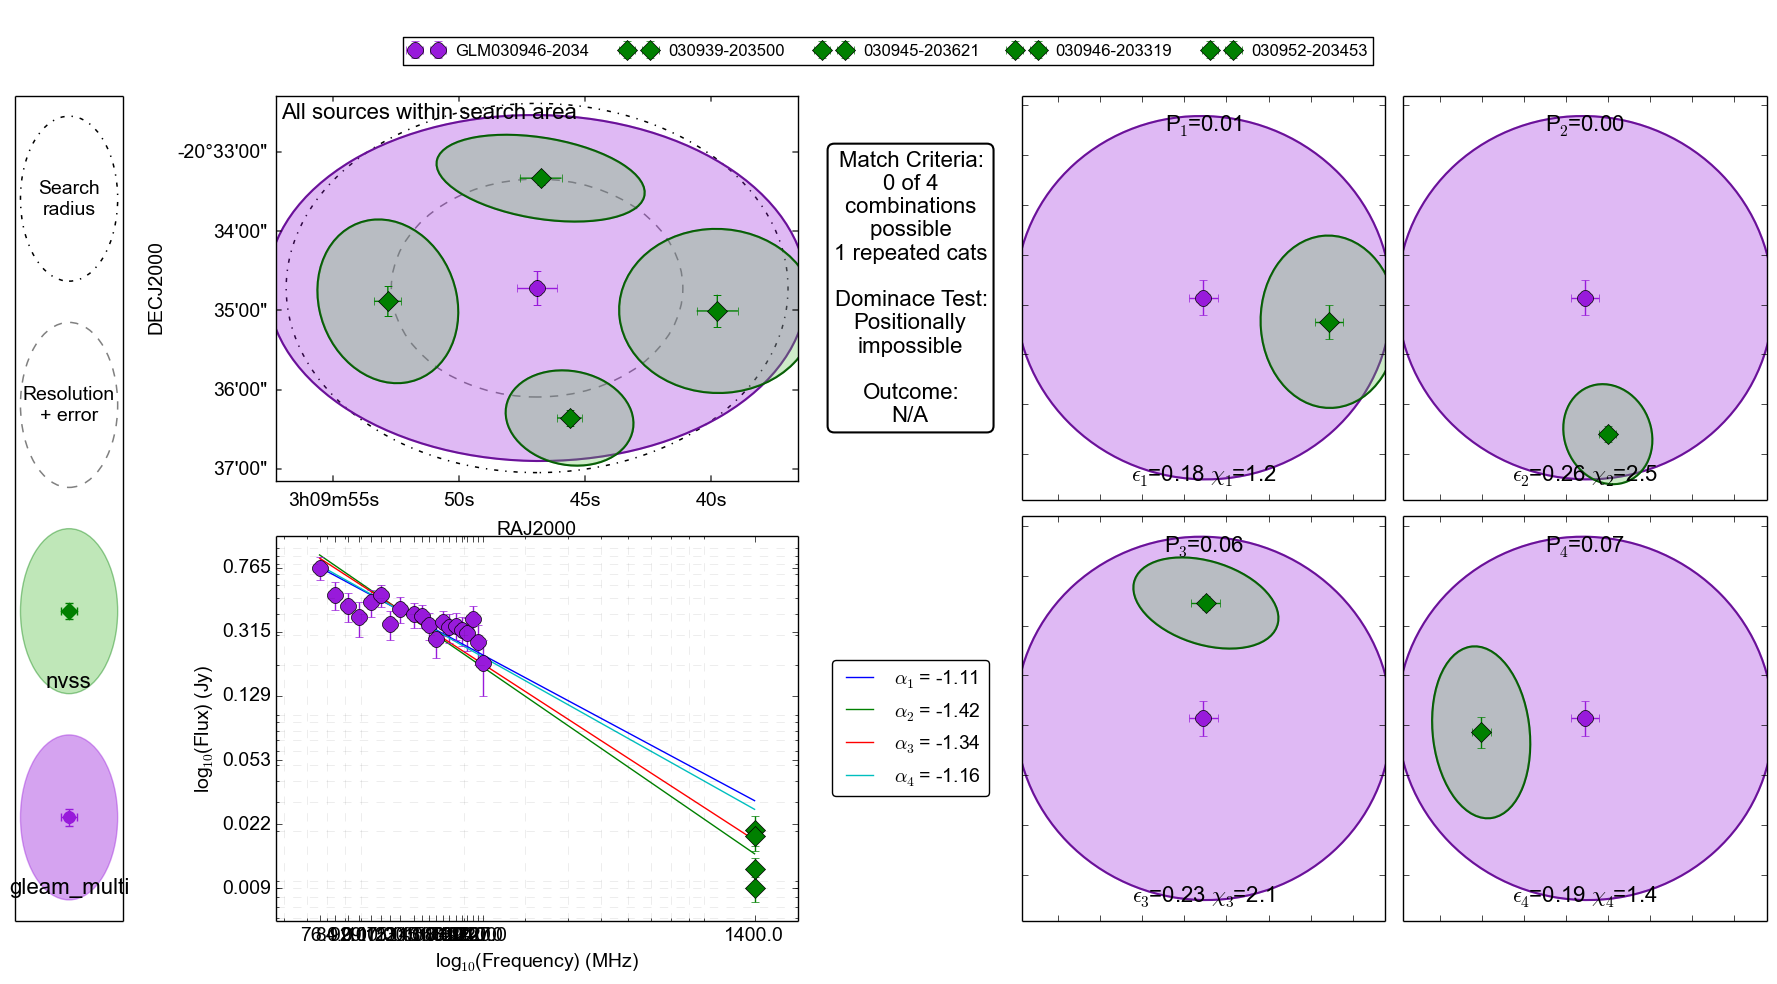 GLM030946-2034 030939-203500 030945-203621 030946-203319 030952-203453
Search
radius
Resolution
+ error
nvss
gleam_multi
All sources within search area
DECJ2000
-20°33'00"
34'00"
35'00"
36'00"
37'00"
3h09m55s 50s 45s 40s
RAJ2000
Match Criteria:
0 of 4
combinations
possible
1 repeated cats
Dominace Test:
Positionally
impossible
Outcome:
N/A
P1=0.01
ϵ1=0.18 χ1=1.2
P2=0.00
ϵ2=0.26 χ2=2.5
P3=0.06
ϵ3=0.23 χ3=2.1
P4=0.07
ϵ4=0.19 χ4=1.4
log10(Flux) (Jy)
0.765
0.315
0.129
0.053
0.022
0.009
1400.0
log10(Frequency) (MHz)
α1 = -1.11
α2 = -1.42
α3 = -1.34
α4 = -1.16